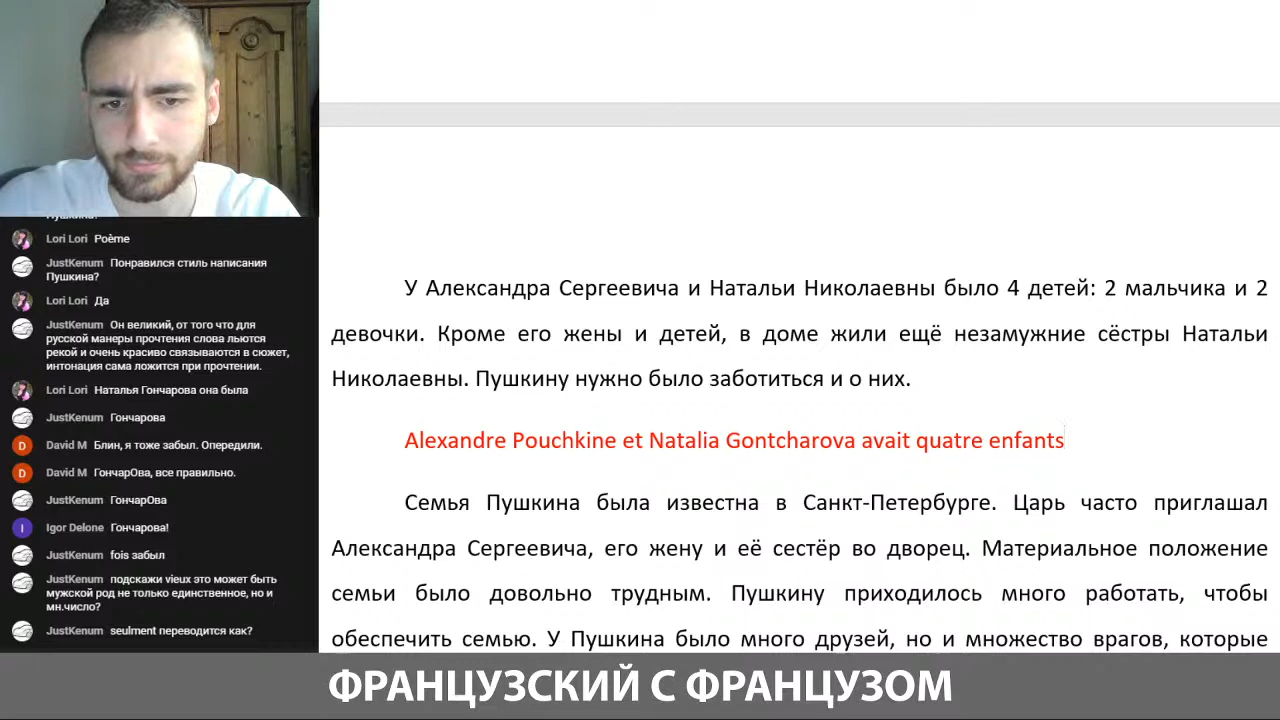 Пушкина!
Lori Lori Poème
JustKenum Понравился стиль написания
Пушкина?
Lori Lori Да
JustKenum Он великий, от того что для
русской манеры прочтения слова льются
рекой и очень красиво связываются в сюжет,
интонация сама ложится при прочтении.
Lori Lori Наталья Гончарова она была
JustKenum Гончарова
D David M Блин, я тоже забыл. Опередили.
D David M ГончарОва, все правильно.
JustKenum ГончарОва
I Igor Delone Гончарова!
JustKenum fois забыл
JustKenum подскажи vieux это может быть
мужской род не только единственное, но и
мн.число?
JustKenum seulment переводится как?
У Александра Сергеевича и Натальи Николаевны было 4 детей: 2 мальчика и 2
девочки. Кроме его жены и детей, в доме жили ещё незамужние сёстры Натальи
Николаевны. Пушкину нужно было заботиться и о них.
Alexandre Pouchkine et Natalia Gontcharova avait quatre enfants
Семья Пушкина была известна в Санкт-Петербурге. Царь часто приглашал
Александра Сергеевича, его жену и её сестёр во дворец. Материальное положение
семьи было довольно трудным. Пушкину приходилось много работать, чтобы
обеспечить семью. У Пушкина было много друзей, но и множество врагов, которые
ФРАНЦУЗСКИЙ С ФРАНЦУЗОМ